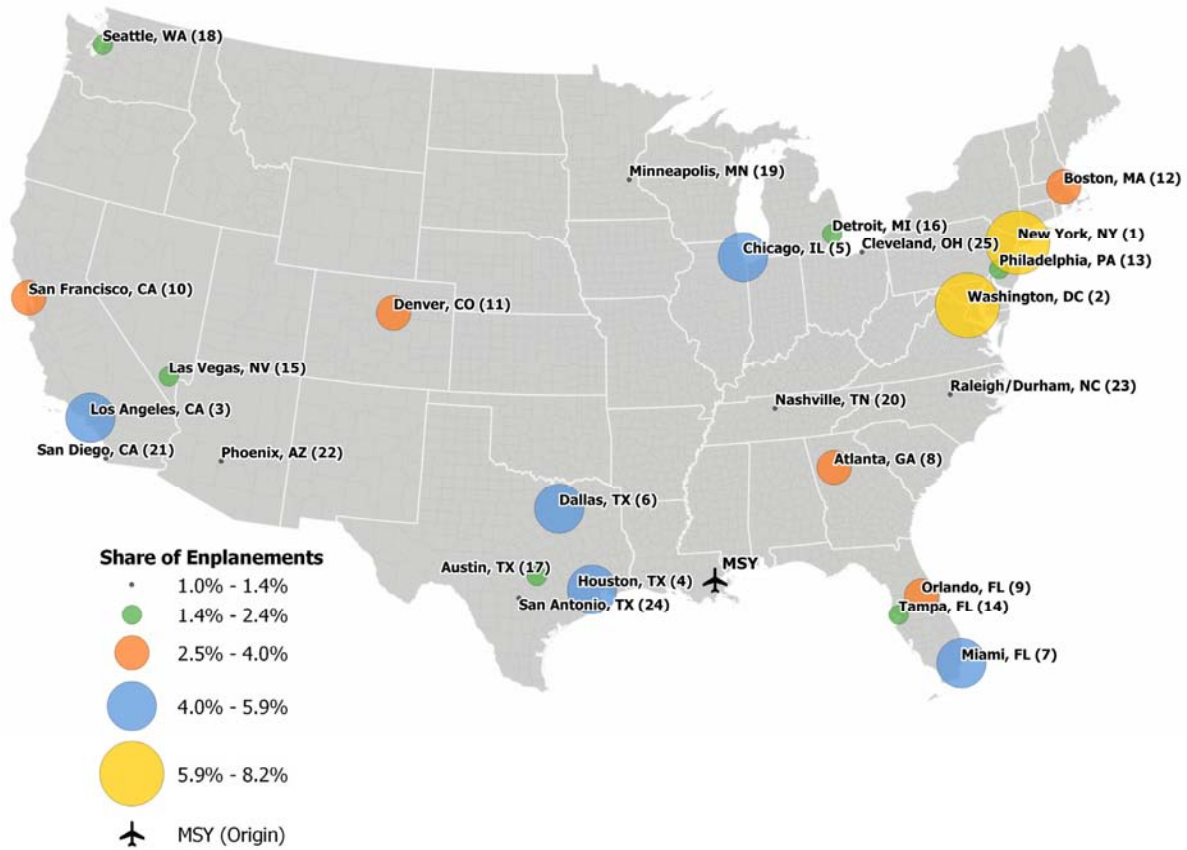 Seattle, WA (18)
Minneapolis, MN (19)
Boston, MA (12)
Detroit, MI (16)
New York, NY (1)
Cleveland, OH (25)
Chicago, IL (5)
Philadelphia, PA (13)
San Francisco, CA (10)
Washington, DC (2)
Denver, CO (11)
Las Vegas, NV (15)
Raleigh/Durham, NC (23)
Nashville, TN (20)
Los Angeles, CA (3)
San Diego, CA (21)
Phoenix, AZ (22)
Atlanta, GA (8)
Dallas, TX (6)
MSY
Austin, TX (17)
Houston, TX (4)
Orlando, FL (9)
San Antonio, TX (24)
Tampa, FL (14)
Miami, FL (7)
Share of Enplanements
1.0% - 1.4%
1.4% - 2.4%
2.5% - 4.0%
4.0% - 5.9%
5.9% - 8.2%
MSY (Origin)